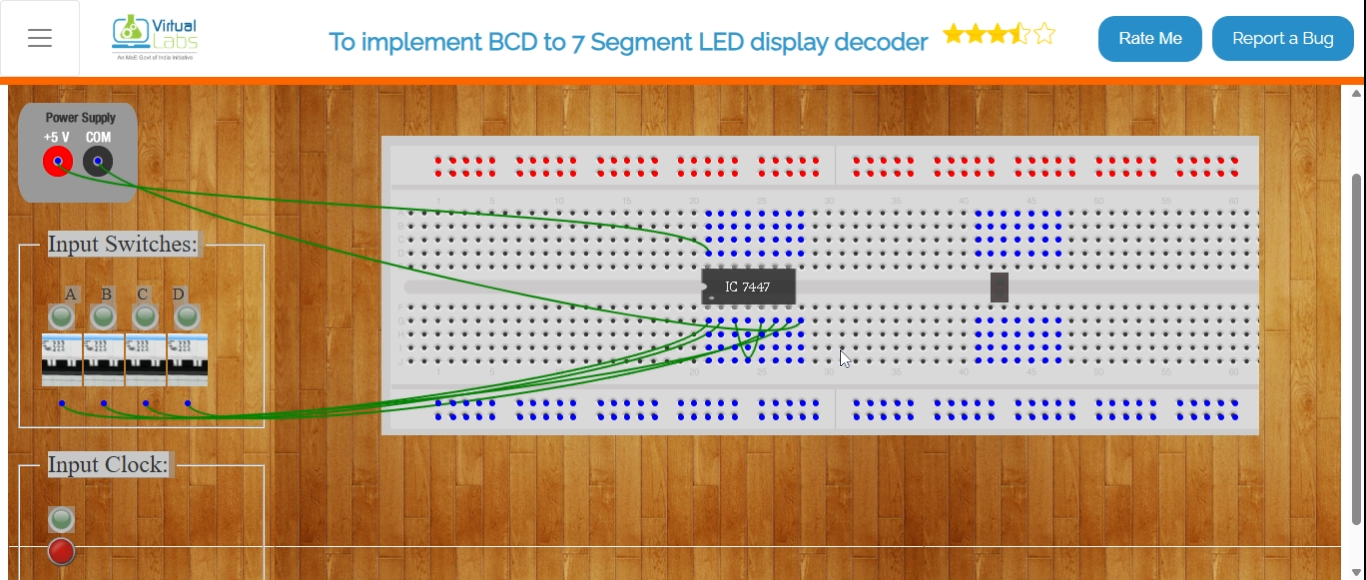 Virtual
Labs
An MoE Govt of India Initiative
To implement BCD to 7 Segment LED display decoder
Rate Me
Report a Bug
Power Supply
+5 V COM
Input Switches:
A B C D
Input Clock:
1 5 10 15 20 25 30 35 40 45 50 55 60
IC 7447
1 5 10 15 20 25 30 35 40 45 50 55 60